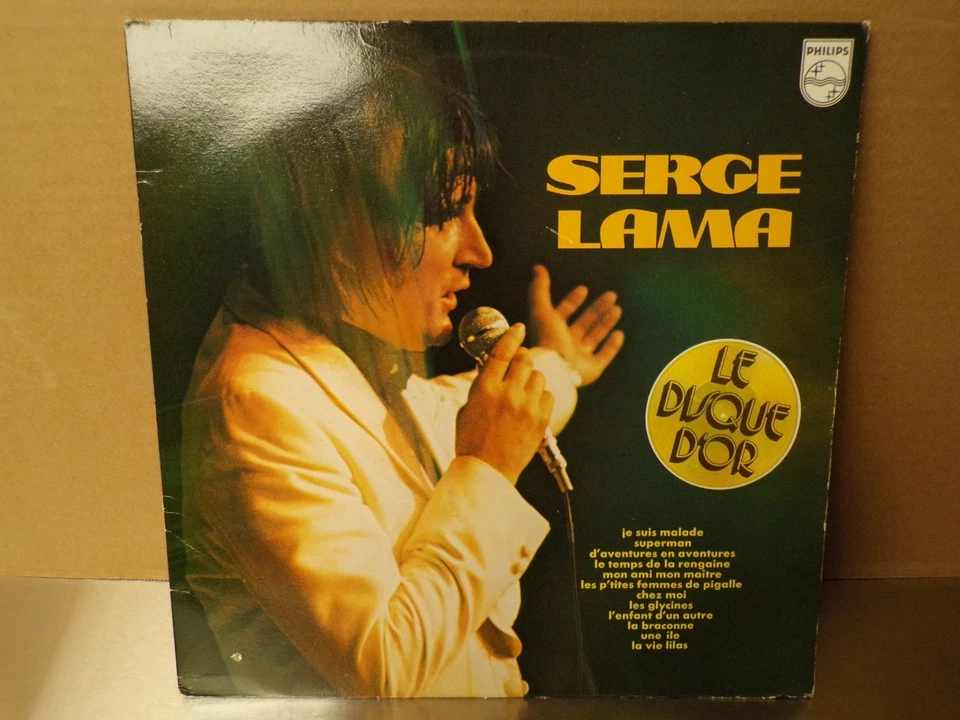 PHILIPS
SERGE
LAMA
LE
DISQUE
D'OR
je suis malade
superman
d'aventures en aventures
le temps de la rengaine
mon ami mon maitre
les p'tites femmes de pigalle
chez moi
les glycines
l'enfant d'un autre
la braconne
une île
la vie lilas